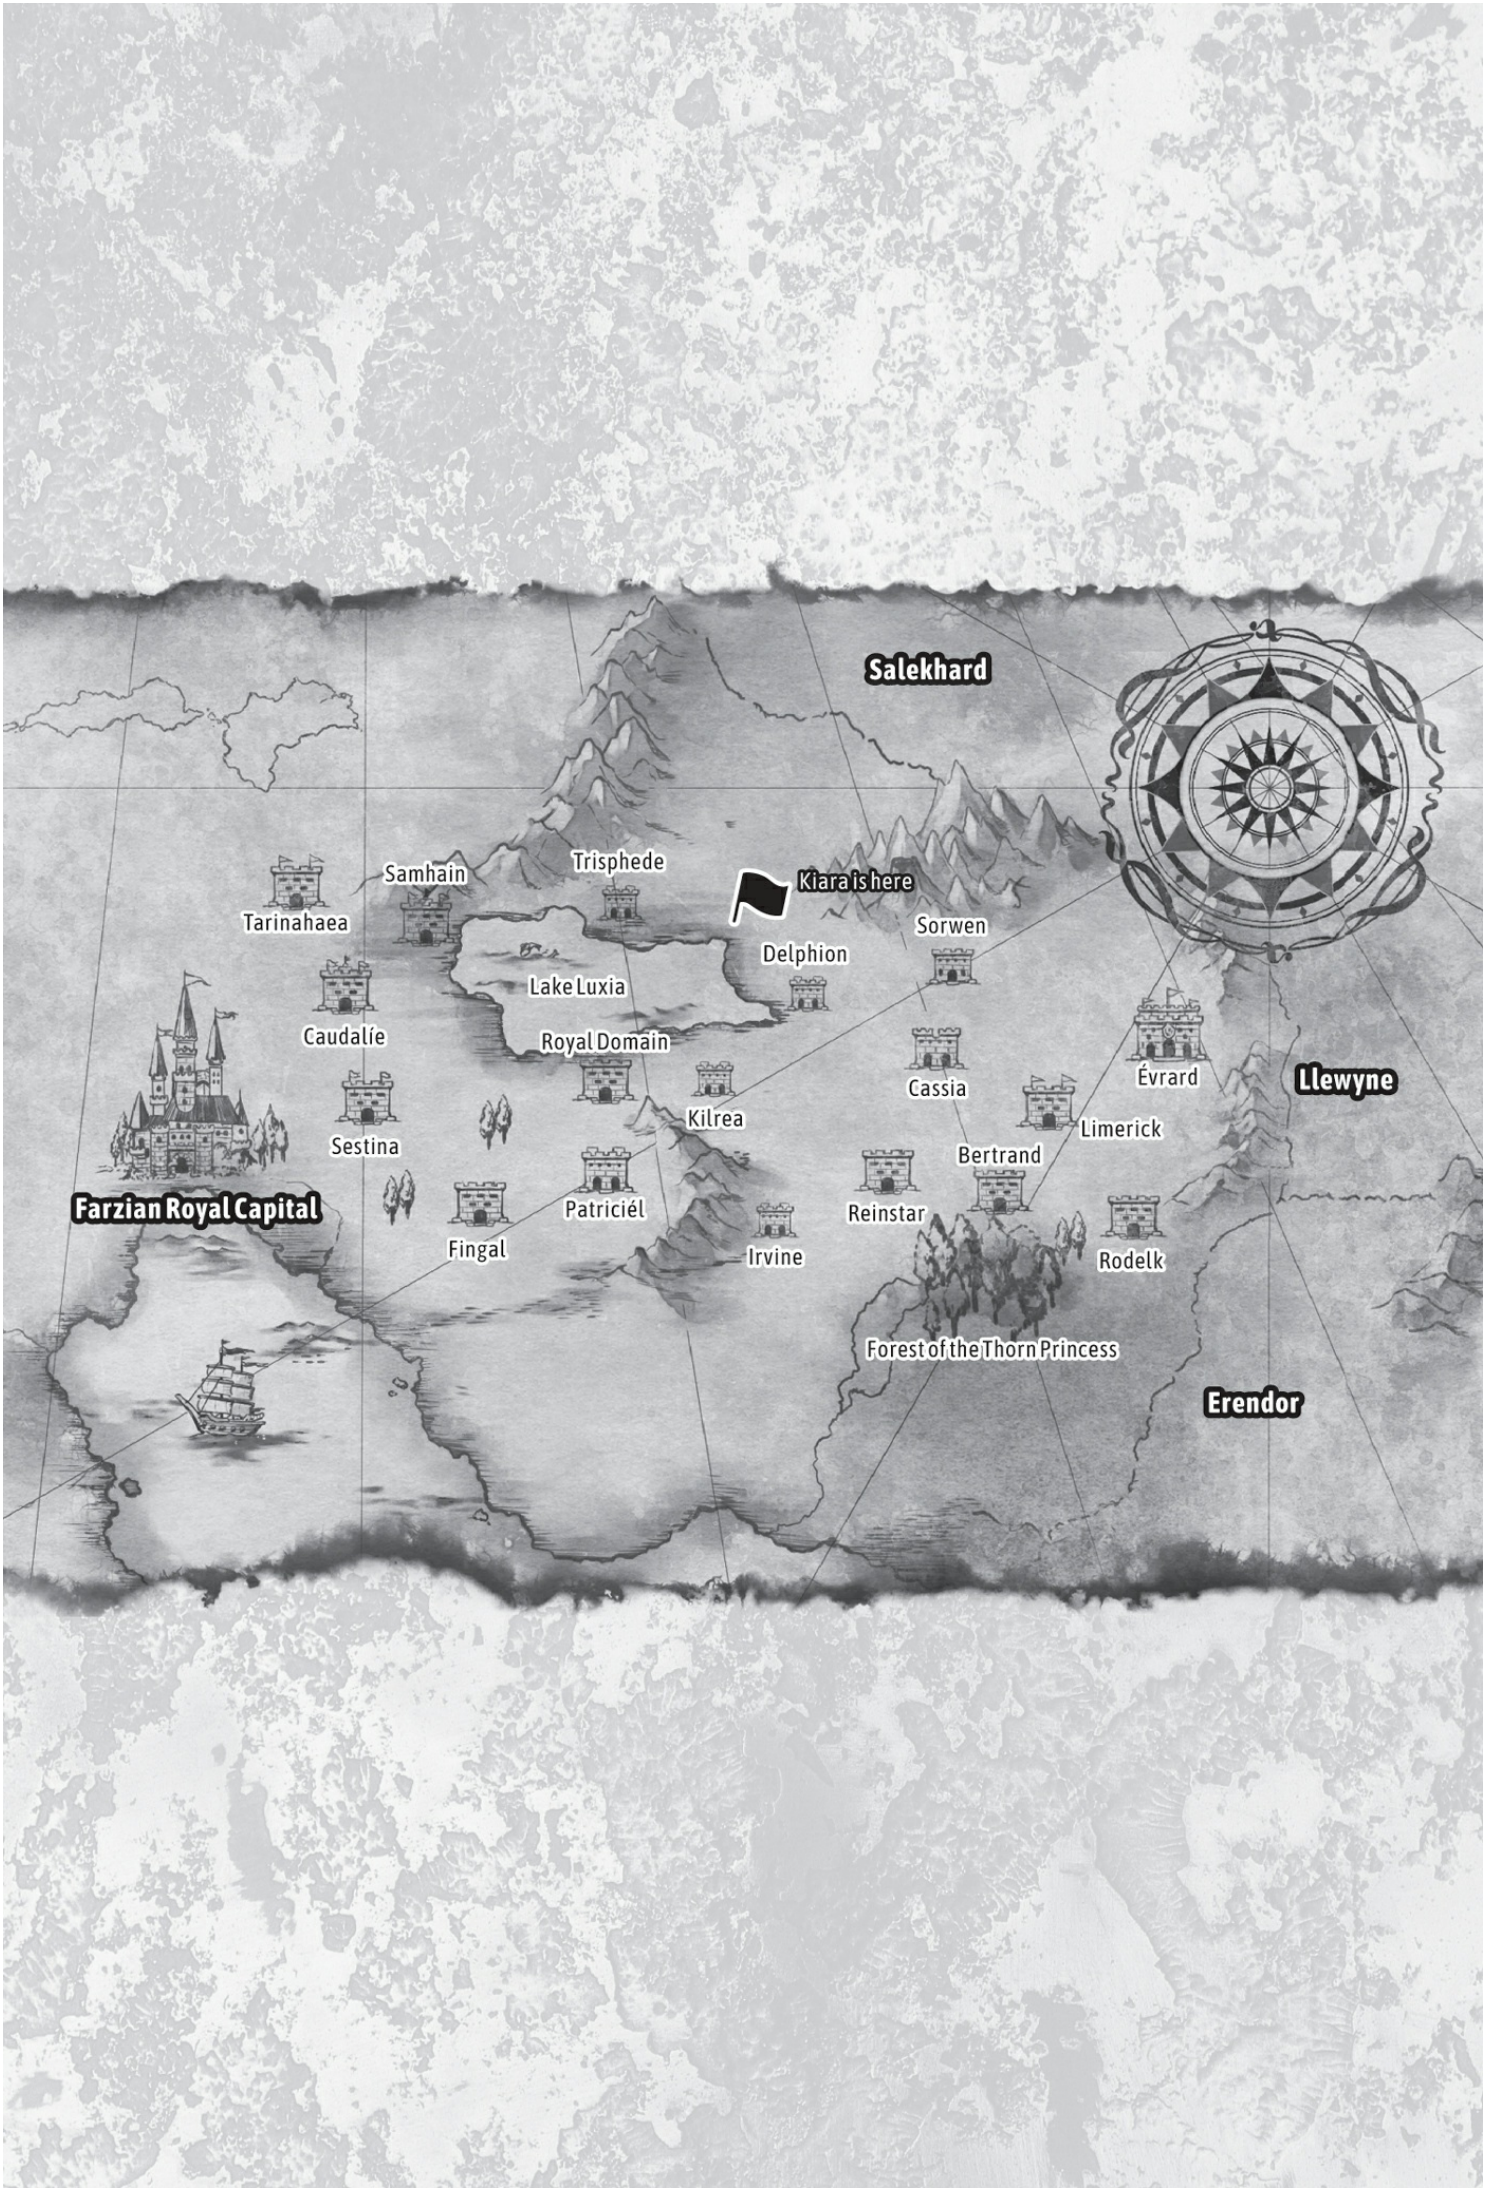 Salekhard
Samhain
Trisphede
Kiara is here
Tarinahaea
Sorwen
Delphion
Lake Luxia
Caudalíe
Royal Domain
Évrard
Llewyne
Cassia
Kilrea
Limerick
Sestina
Bertrand
Farzian Royal Capital
Patriciél
Reinstar
Fingal
Irvine
Rodelk
Forest of the Thorn Princess
Erendor